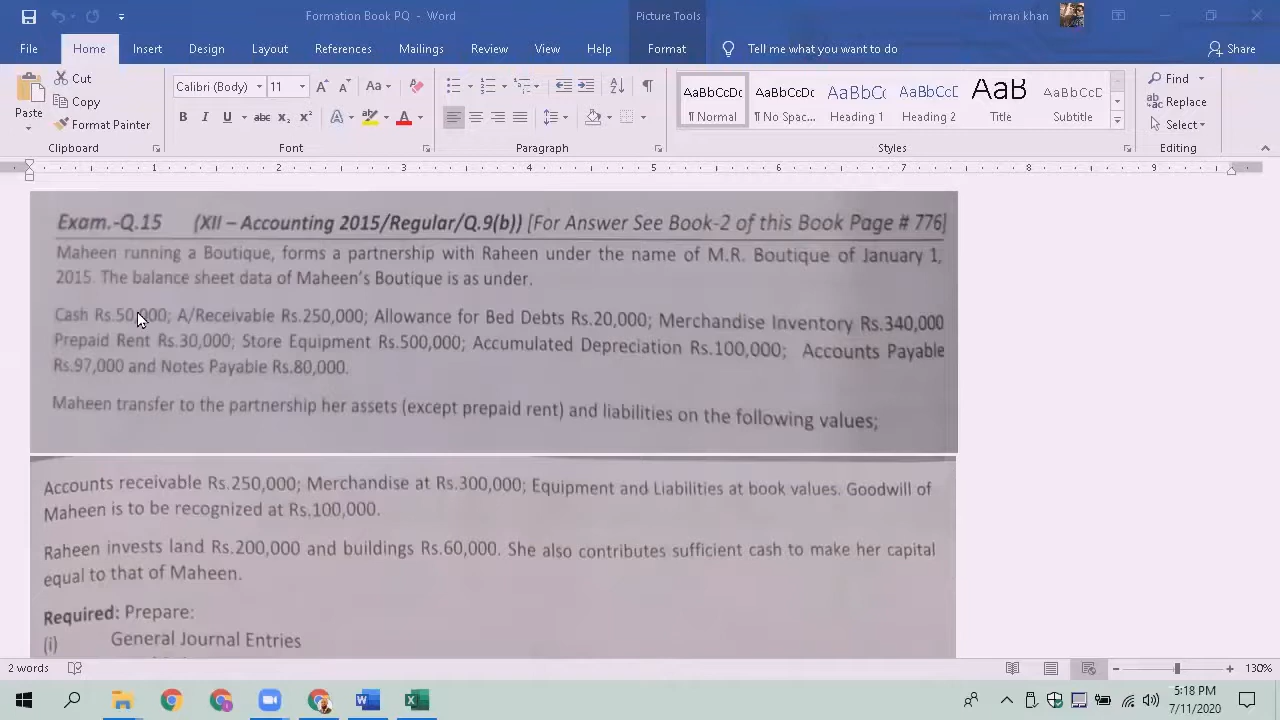 Formation Book PQ - Word
Picture Tools
imran khan
File Home Insert Design Layout References Mailings Review View Help Format Tell me what you want to do Share
Cut
Copy
Format Painter
Paste
Calibri (Body) 11
AaBbCcDc AaBbCcDc AaBbC AaBbCcD AaB AaBbCcD
¶ Normal ¶ No Spac... Heading 1 Heading 2 Title Subtitle
Find
Replace
Select
Clipboard Font Paragraph Styles Editing
1 2 3 4 5 6 7 8 9
Exam.-Q.15 (XII – Accounting 2015/Regular/Q.9(b)) [For Answer See Book-2 of this Book Page # 776]
Maheen running a Boutique, forms a partnership with Raheen under the name of M.R. Boutique of January 1,
2015. The balance sheet data of Maheen's Boutique is as under.
Cash Rs.50,000; A/Receivable Rs.250,000; Allowance for Bed Debts Rs.20,000; Merchandise Inventory Rs.340,000
Prepaid Rent Rs.30,000; Store Equipment Rs.500,000; Accumulated Depreciation Rs.100,000; Accounts Payable
Rs.97,000 and Notes Payable Rs.80,000.
Maheen transfer to the partnership her assets (except prepaid rent) and liabilities on the following values;
Accounts receivable Rs.250,000; Merchandise at Rs.300,000; Equipment and Liabilities at book values. Goodwill of
Maheen is to be recognized at Rs.100,000.
Raheen invests land Rs.200,000 and buildings Rs.60,000. She also contributes sufficient cash to make her capital
equal to that of Maheen.
Required: Prepare:
(i) General Journal Entries
2 words
130%
5:18 PM
7/11/2020